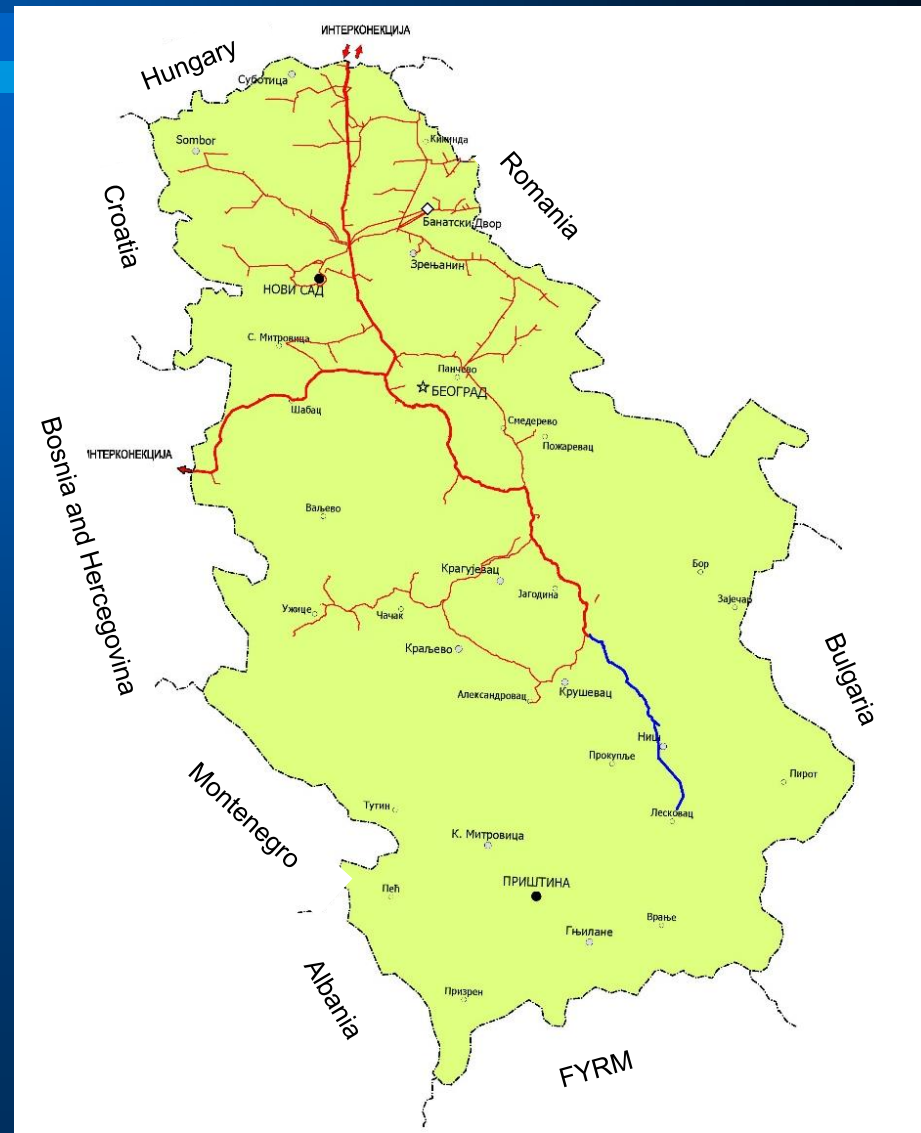 ИНТЕРКОНЕКЦИЈА
Hungary
Суботица
Sombor
Кикинда
Romania
Croatia
Банатски Двор
Зрењанин
НОВИ САД
С. Митровица
Панчево
БЕОГРАД
Шабац
Смедерево
Пожаревац
Bosnia and Hercegovina
ИНТЕРКОНЕКЦИЈА
Ваљево
Бор
Крагујевац
Јагодина
Зајечар
Ужице
Чачак
Краљево
Bulgaria
Александровац
Крушевац
Ниш
Прокупље
Пирот
Montenegro
Тутин
Лесковац
К. Митровица
ПРИШТИНА
Пећ
Врање
Гњилане
Albania
Призрен
FYRM